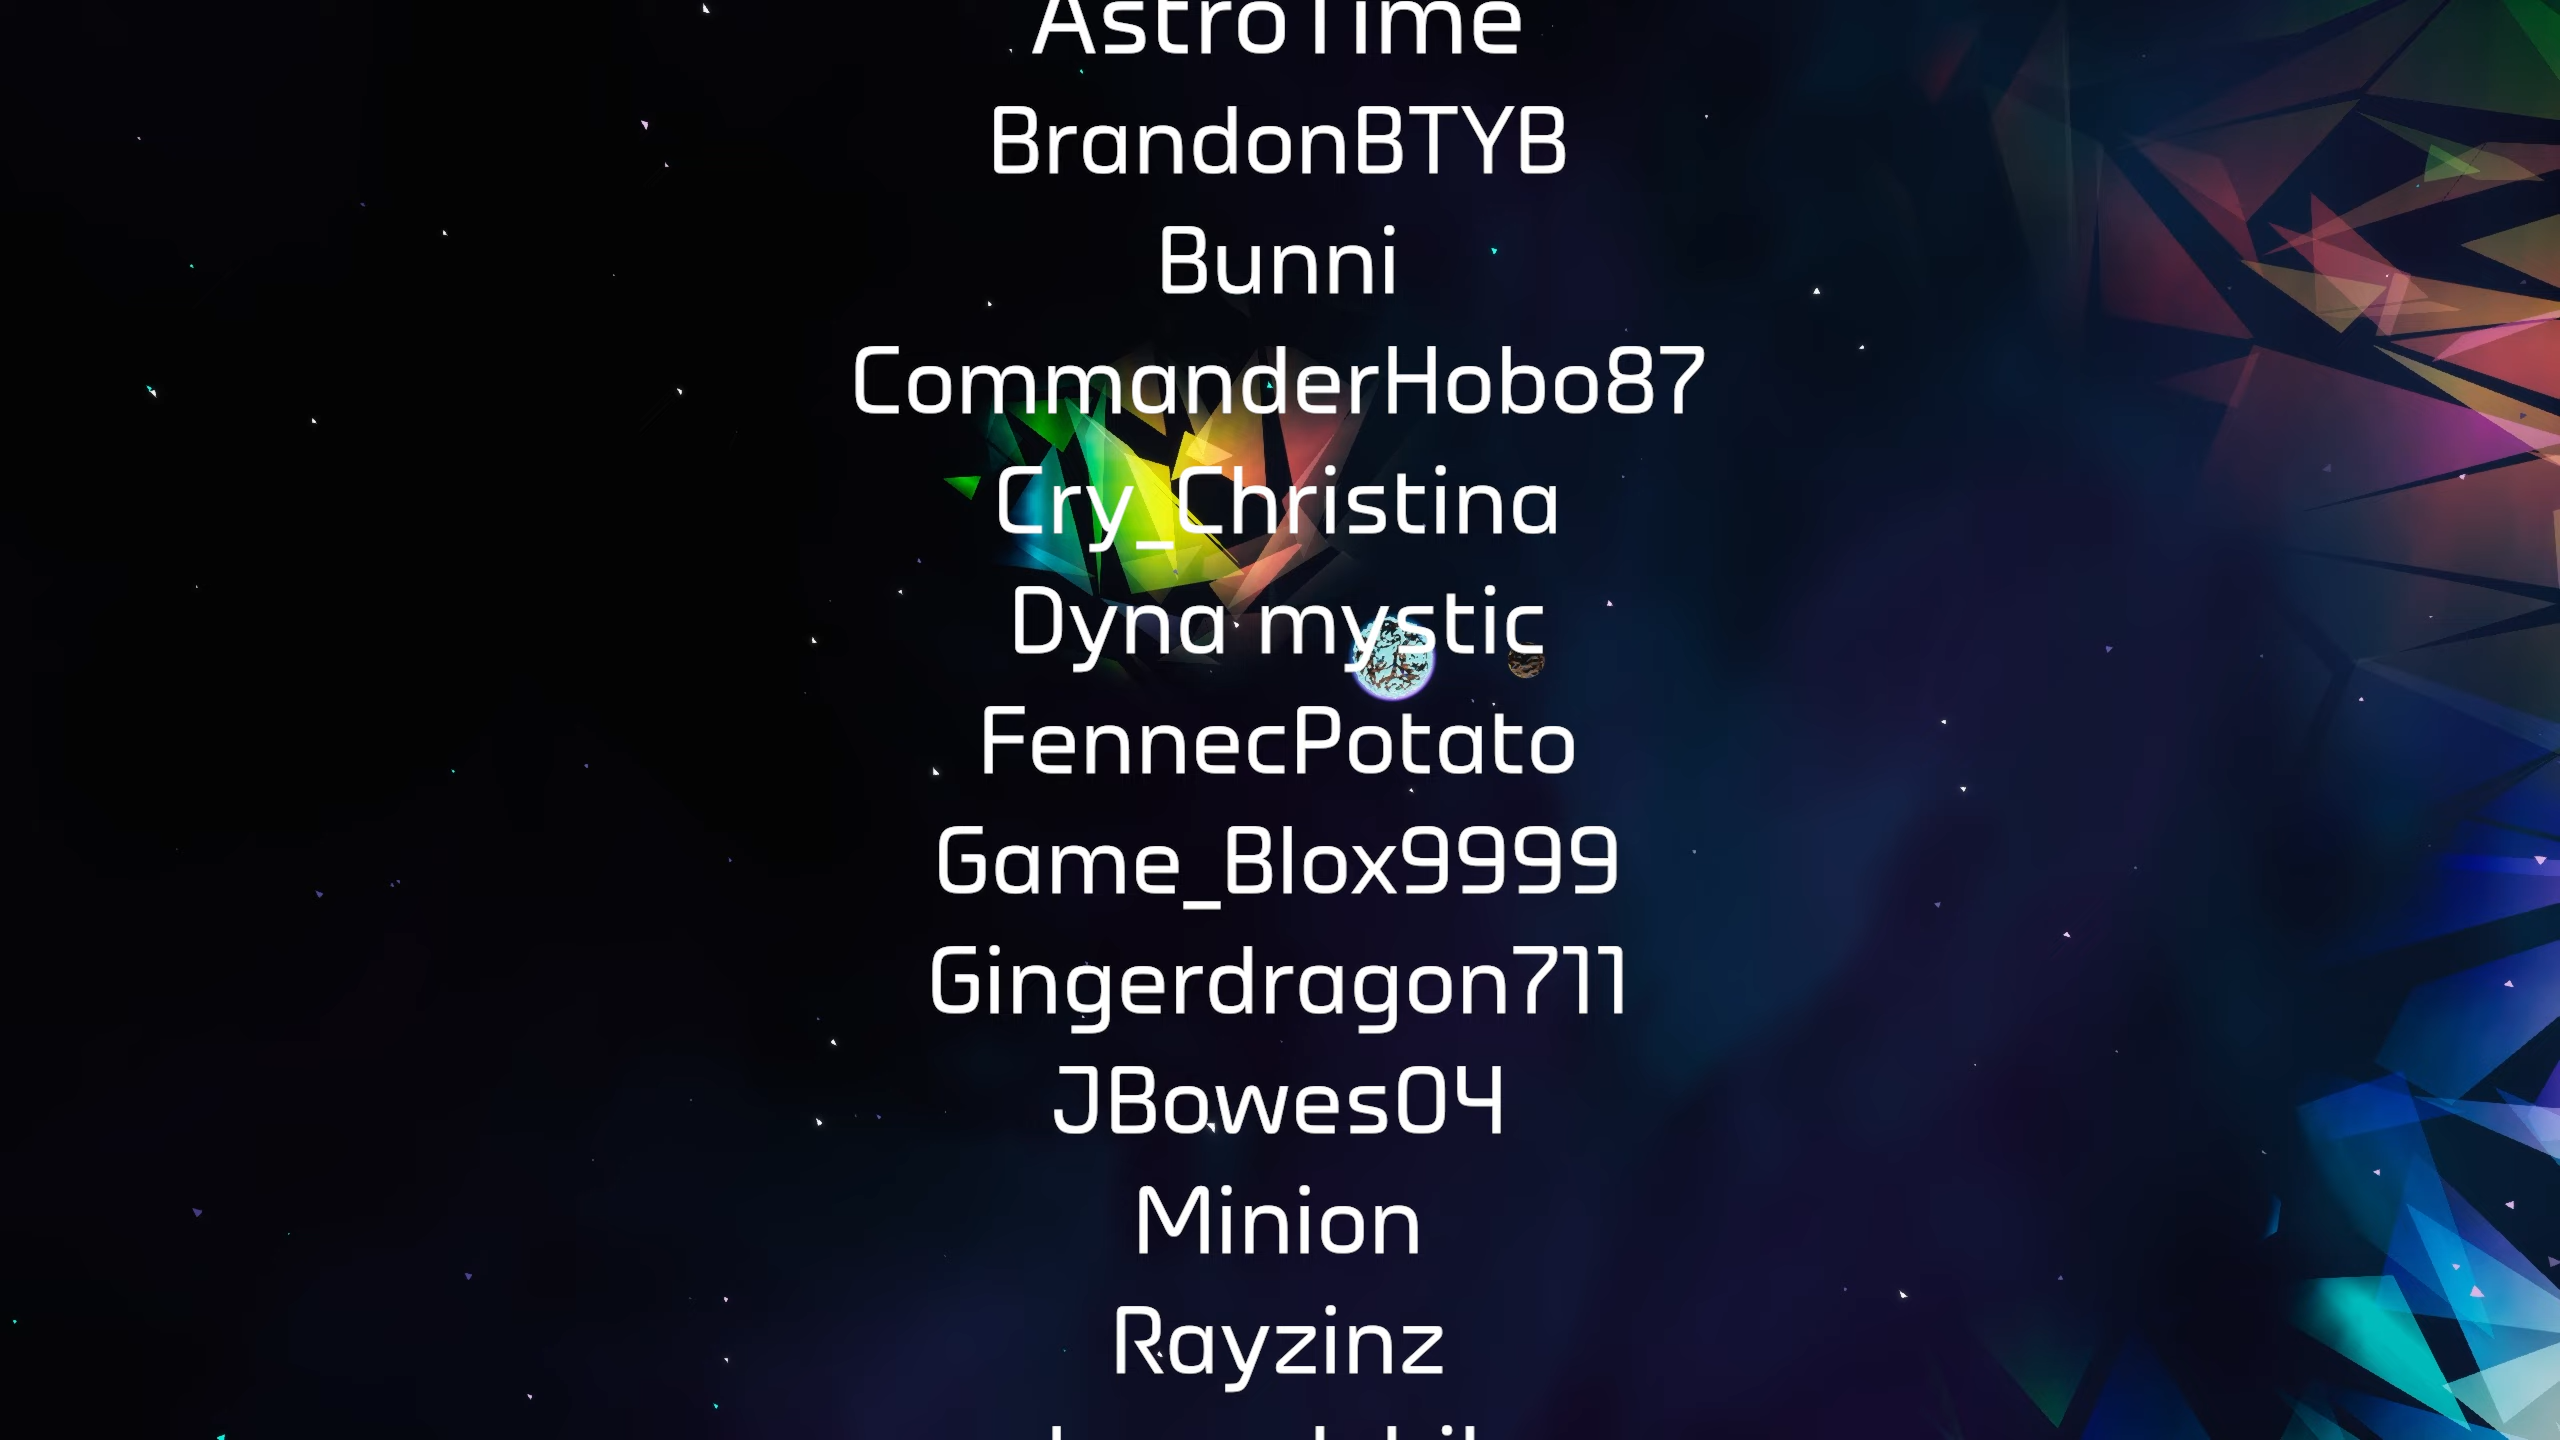 AstroTime
BrandonBTYB
Bunni
CommanderHobo87
Cry_Christina
Dyna mystic
FennecPotato
Game_Blox9999
Gingerdragon711
JBowes04
Minion
Rayzinz